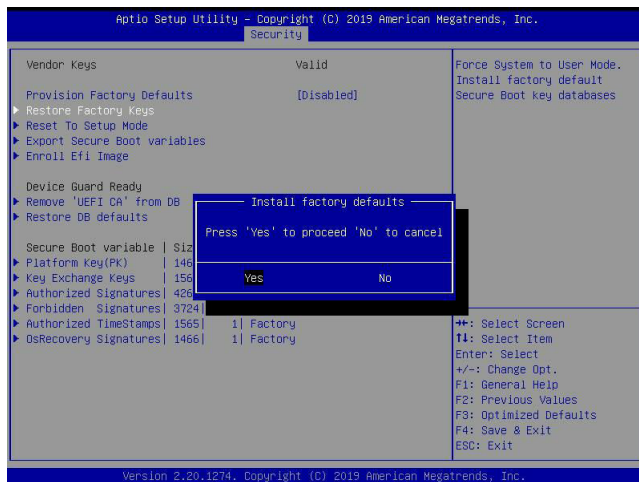 Aptio Setup Utility - Copyright (C) 2019 American Megatrends, Inc.
Security
Vendor Keys Valid
Provision Factory Defaults [Disabled]
Restore Factory Keys
Reset To Setup Mode
Export Secure Boot variables
Enroll Efi Image
Device Guard Ready
Remove 'UEFI CA' from DB
Restore DB defaults
Secure Boot variable | Siz
Platform Key(PK) | 146
Key Exchange Keys | 156
Authorized Signatures| 426
Forbidden Signatures| 3724|
Authorized TimeStamps| 1565| 1| Factory
OsRecovery Signatures| 1466| 1| Factory
Install factory defaults
Press 'Yes' to proceed 'No' to cancel
Yes No
Force System to User Mode.
Install factory default
Secure Boot key databases
→←: Select Screen
↑↓: Select Item
Enter: Select
+/-: Change Opt.
F1: General Help
F2: Previous Values
F3: Optimized Defaults
F4: Save & Exit
ESC: Exit
Version 2.20.1274. Copyright (C) 2019 American Megatrends, Inc.